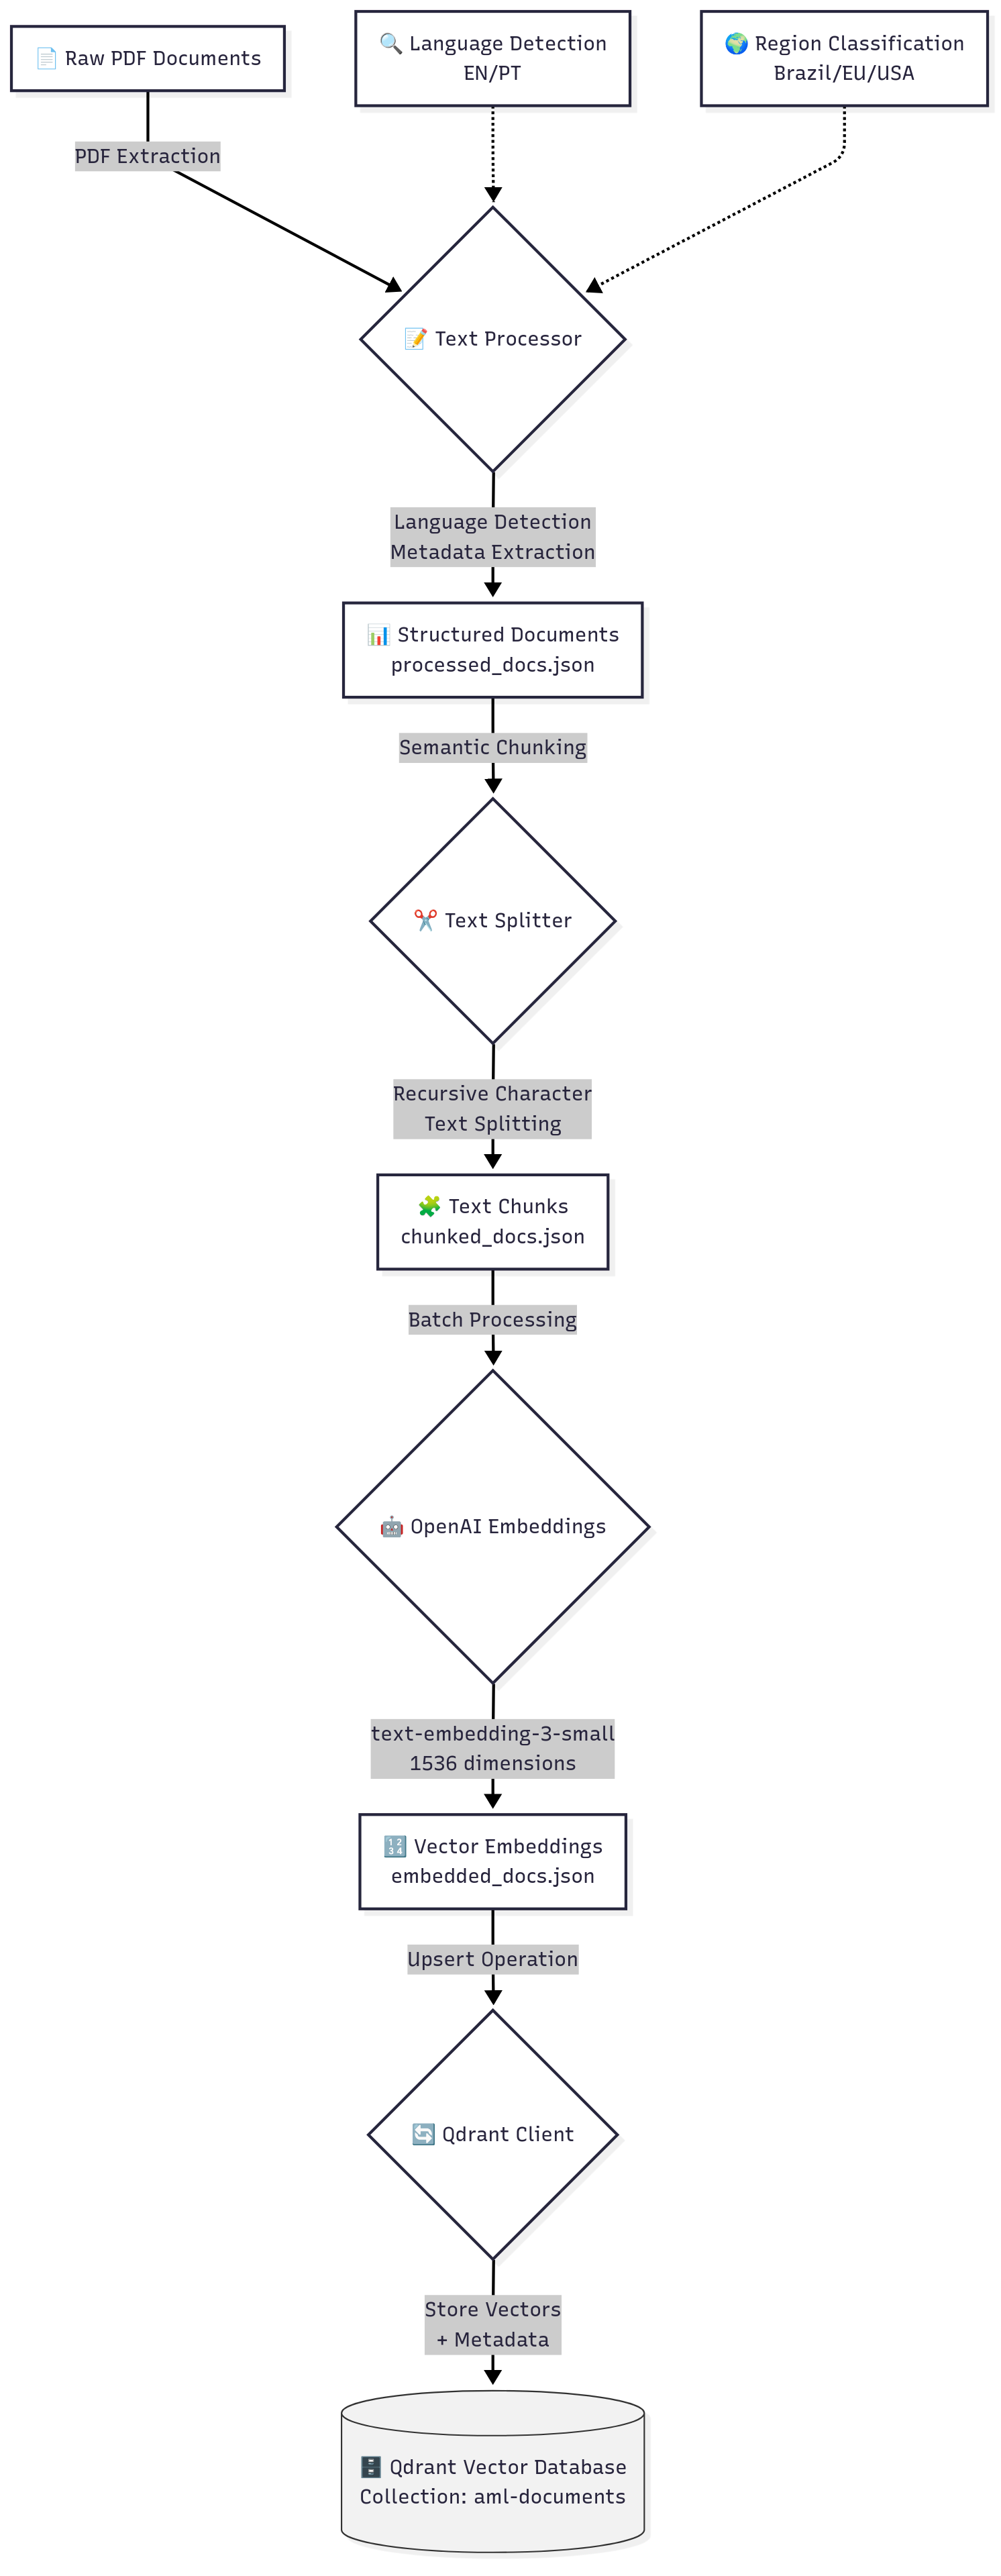 📄 Raw PDF Documents
🔍 Language Detection
EN/PT
🌍 Region Classification
Brazil/EU/USA
PDF Extraction
📝 Text Processor
Language Detection
Metadata Extraction
📊 Structured Documents
processed_docs.json
Semantic Chunking
✂️ Text Splitter
Recursive Character
Text Splitting
🧩 Text Chunks
chunked_docs.json
Batch Processing
🤖 OpenAI Embeddings
text-embedding-3-small
1536 dimensions
🔢 Vector Embeddings
embedded_docs.json
Upsert Operation
🔄 Qdrant Client
Store Vectors
+ Metadata
🗄️ Qdrant Vector Database
Collection: aml-documents